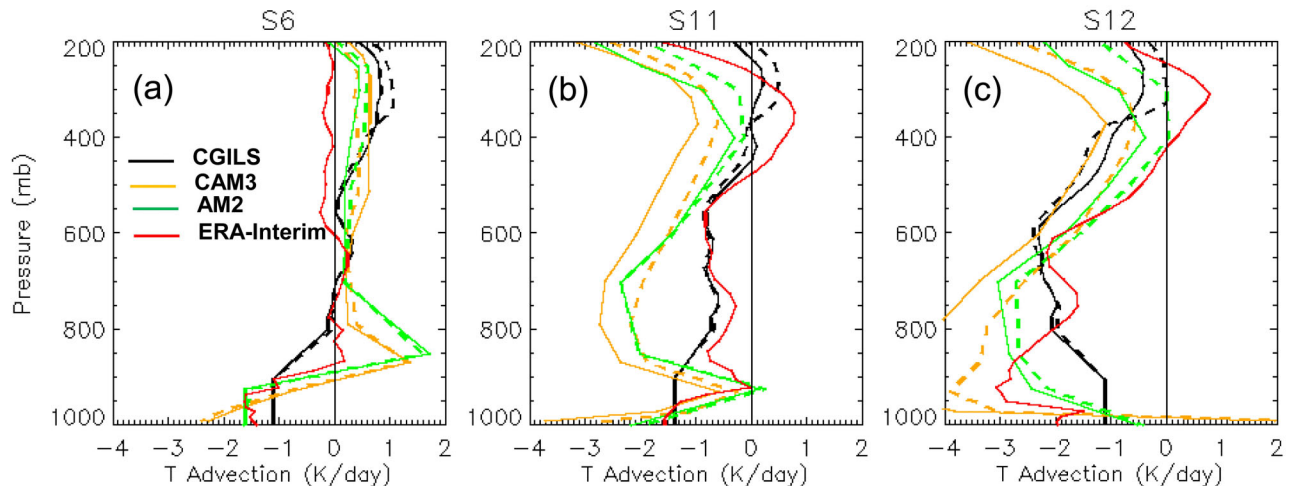 S6
S11
S12
(a)
(b)
(c)
200
400
600
800
1000
Pressure (mb)
CGILS
CAM3
AM2
ERA-Interim
−4 −3 −2 −1 0 1 2
T Advection (K/day)
200
400
600
800
1000
−4 −3 −2 −1 0 1 2
T Advection (K/day)
200
400
600
800
1000
−4 −3 −2 −1 0 1 2
T Advection (K/day)